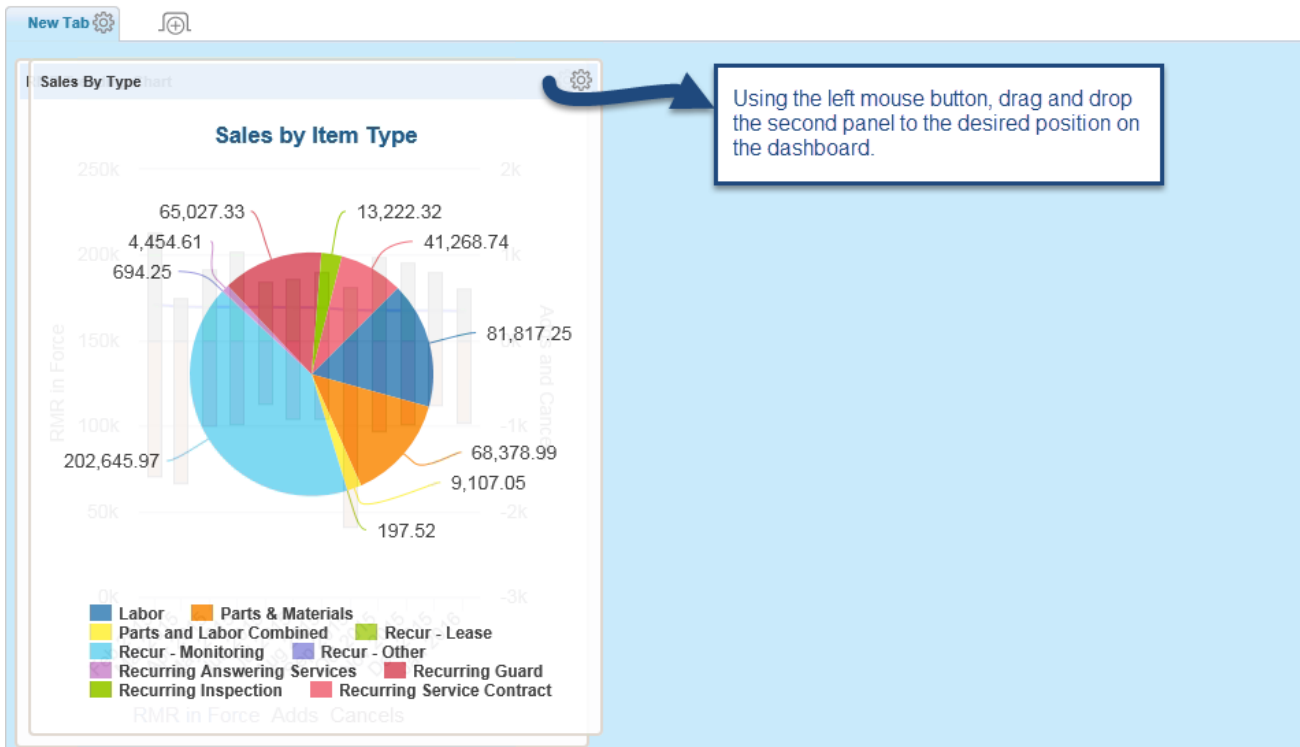 New Tab
Sales By Type
Using the left mouse button, drag and drop
the second panel to the desired position on
the dashboard.
Sales by Item Type
250k
2k
65,027.33
13,222.32
4,454.61
41,268.74
200k
1k
694.25
81,817.25
150k
RMR in Force
100k
-1k
68,378.99
202,645.97
9,107.05
50k
-2k
197.52
0k
-3k
Labor
Parts & Materials
Parts and Labor Combined
Recur - Lease
Recur - Monitoring
Recur - Other
Recurring Answering Services
Recurring Guard
Recurring Inspection
Recurring Service Contract
RMR in Force Adds Cancels